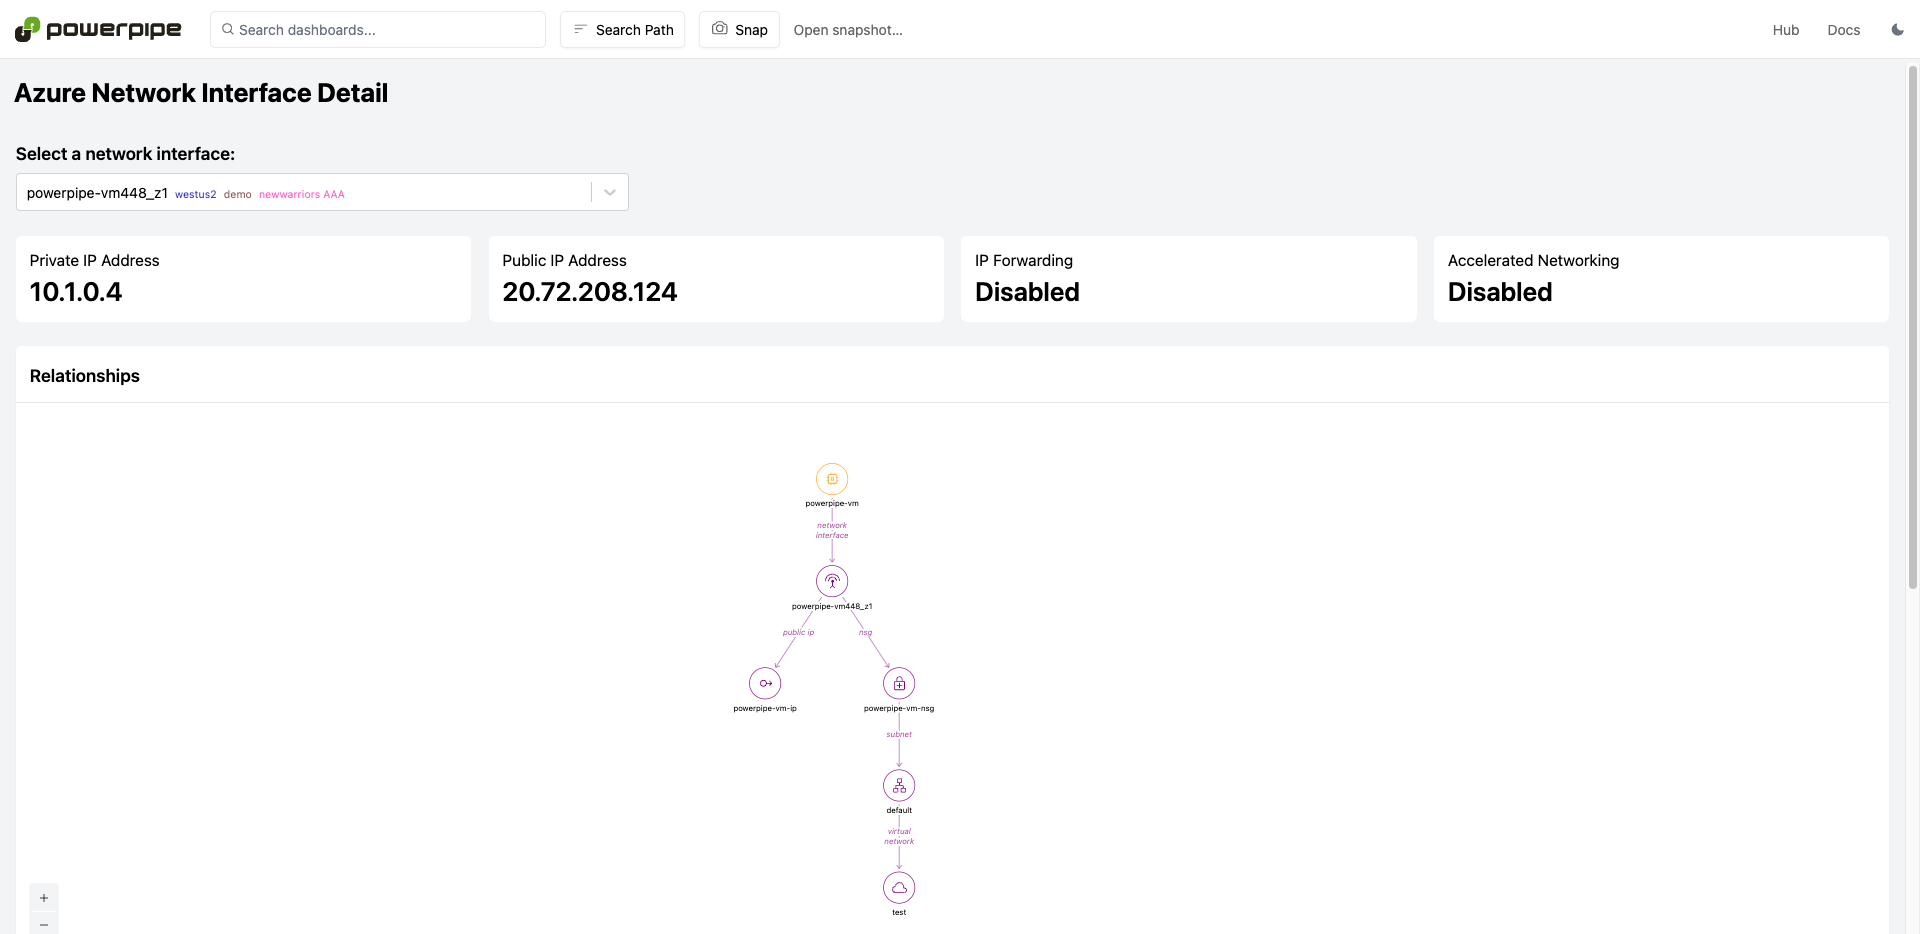 powerpipe
Search dashboards...
Search Path
Snap
Open snapshot...
Hub
Docs
Azure Network Interface Detail
Select a network interface:
powerpipe-vm448_z1 westus2 demo newwarriors AAA
Private IP Address
10.1.0.4
Public IP Address
20.72.208.124
IP Forwarding
Disabled
Accelerated Networking
Disabled
Relationships
powerpipe-vm
network
interface
powerpipe-vm448_z1
public ip
nsg
powerpipe-vm-ip
powerpipe-vm-nsg
subnet
default
virtual
network
test
+
−